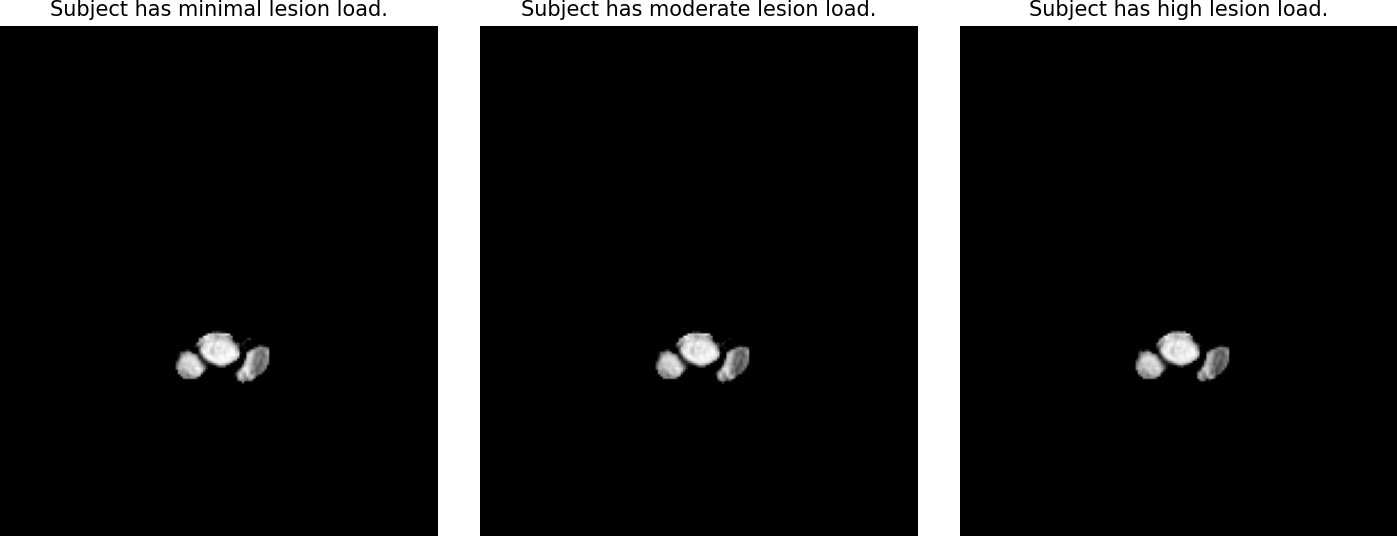 Subject has minimal lesion load.
Subject has moderate lesion load.
Subject has high lesion load.